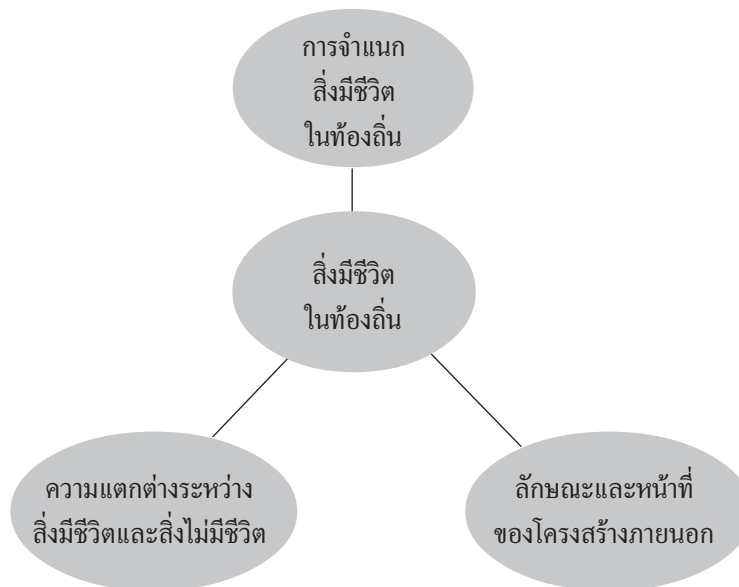 การจำแนก
สิ่งมีชีวิต
ในท้องถิ่น
สิ่งมีชีวิต
ในท้องถิ่น
ความแตกต่างระหว่าง
สิ่งมีชีวิตและสิ่งไม่มีชีวิต
ลักษณะและหน้าที่
ของโครงสร้างภายนอก